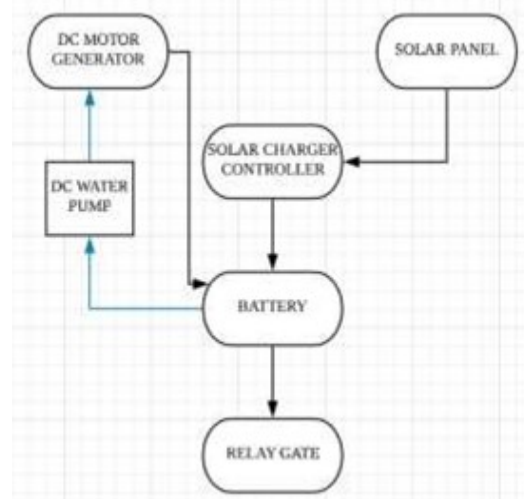 DC MOTOR
GENERATOR
SOLAR PANEL
SOLAR CHARGER
CONTROLLER
DC WATER
PUMP
BATTERY
RELAY GATE